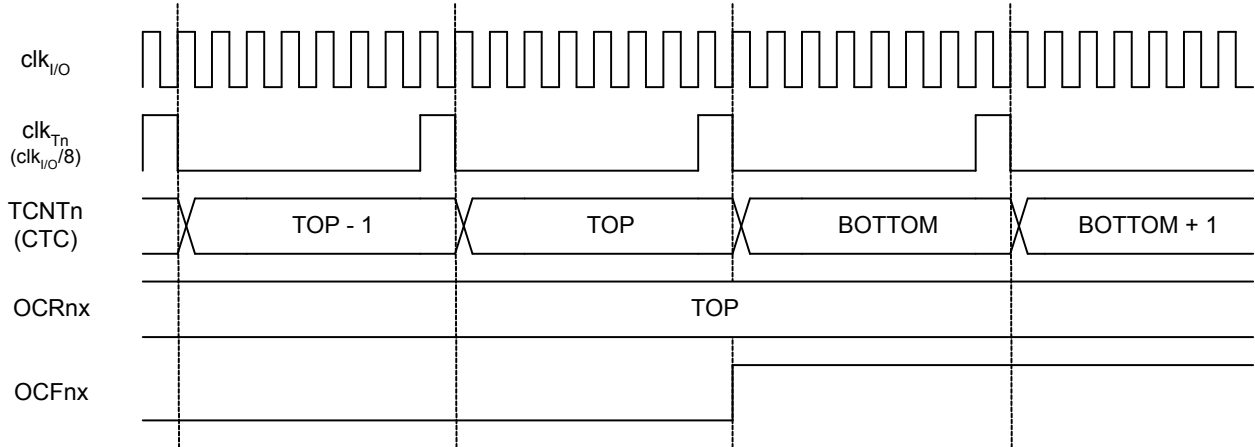 clkI/O
clkTn
(clkI/O/8)
TCNTn
(CTC)
TOP - 1
TOP
BOTTOM
BOTTOM + 1
OCRnx
TOP
OCFnx